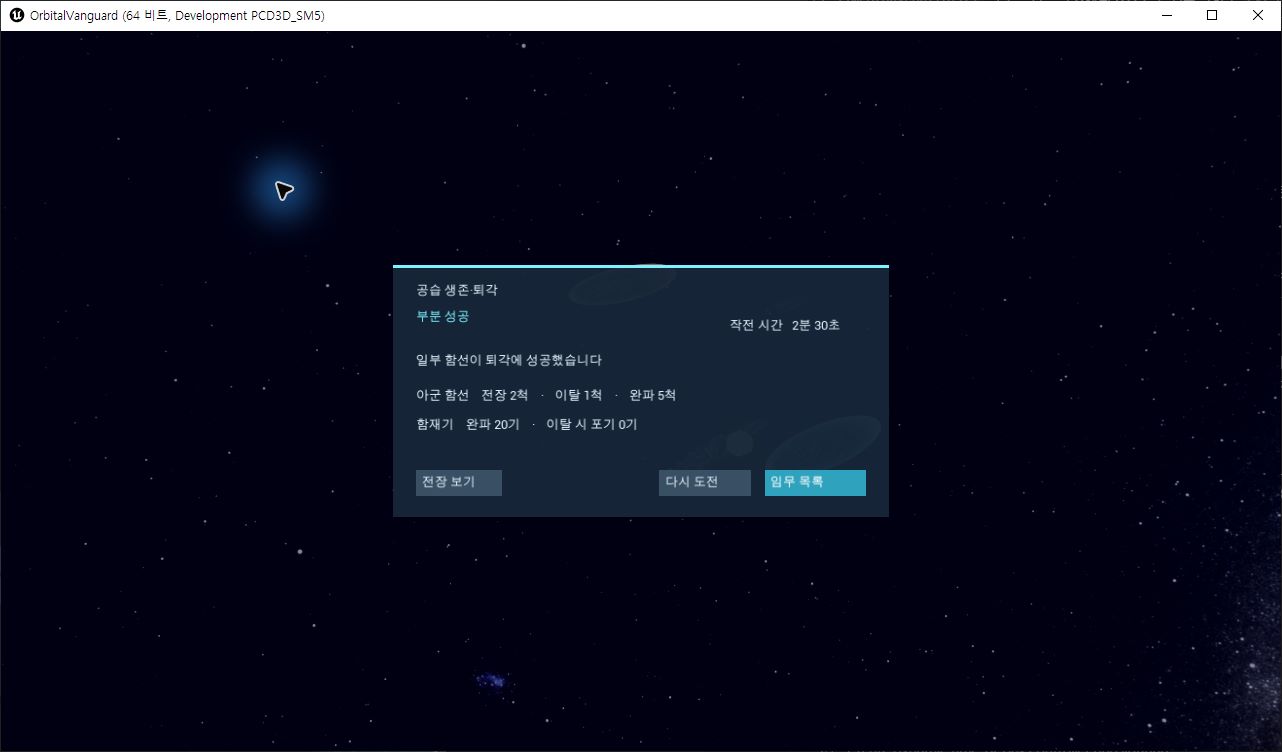 OrbitalVanguard (64 비트, Development PCD3D_SM5)
공습 생존·퇴각
부분 성공
작전 시간 2분 30초
일부 함선이 퇴각에 성공했습니다
아군 함선 전장 2척 · 이탈 1척 · 완파 5척
함재기 완파 20기 · 이탈 시 포기 0기
전장 보기 다시 도전 임무 목록